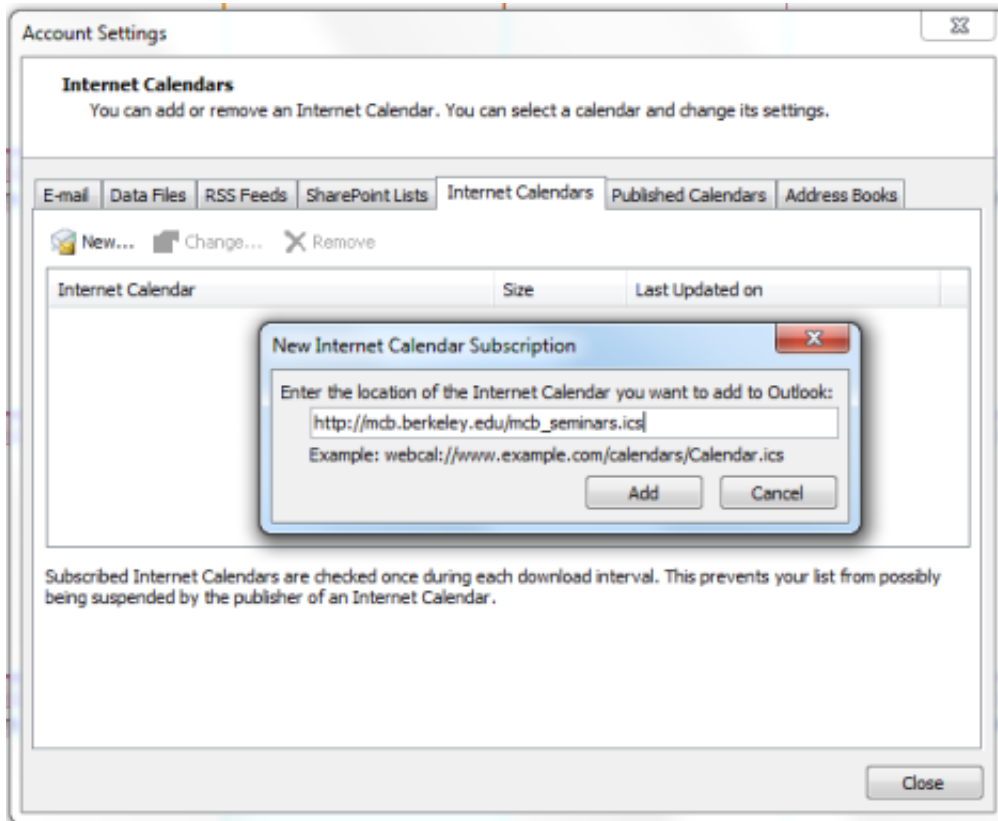 Account Settings
Internet Calendars
You can add or remove an Internet Calendar. You can select a calendar and change its settings.
E-mail Data Files RSS Feeds SharePoint Lists Internet Calendars Published Calendars Address Books
New... Change... Remove
Internet Calendar Size Last Updated on
New Internet Calendar Subscription
Enter the location of the Internet Calendar you want to add to Outlook:
http://mcb.berkeley.edu/mcb_seminars.ics
Example: webcal://www.example.com/calendars/Calendar.ics
Add Cancel
Subscribed Internet Calendars are checked once during each download interval. This prevents your list from possibly
being suspended by the publisher of an Internet Calendar.
Close